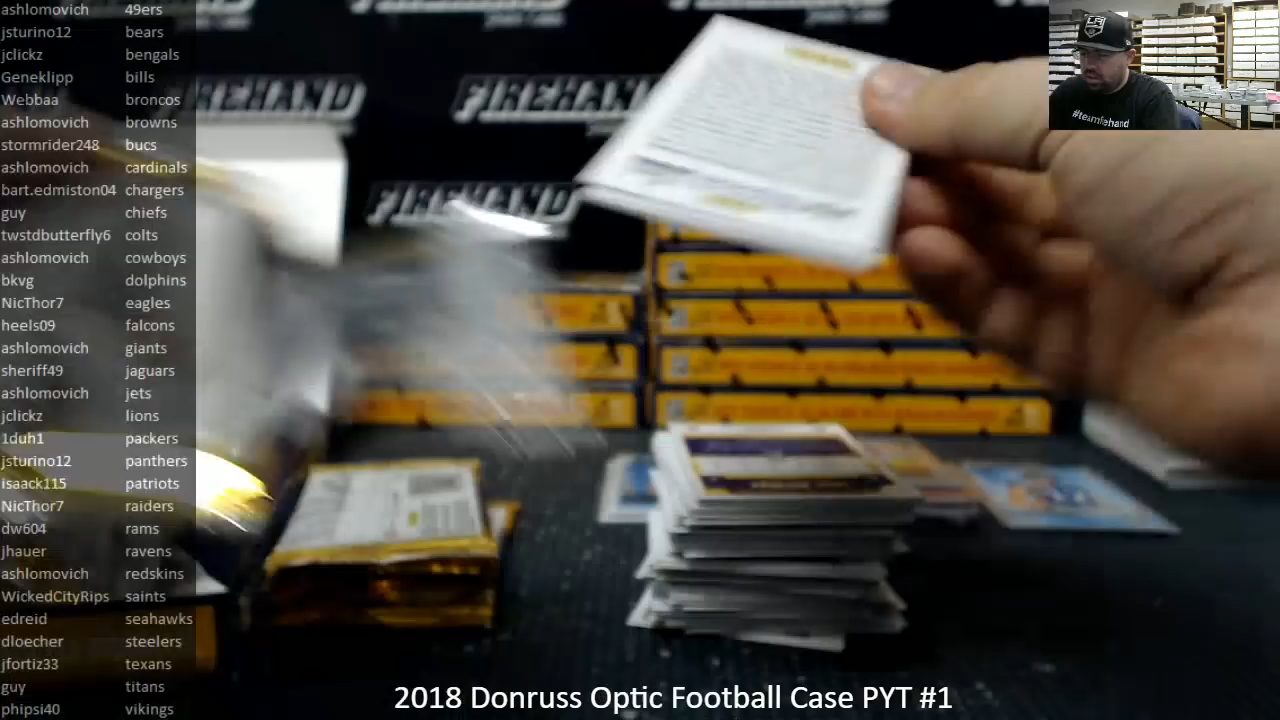 ashlomovich 49ers
jsturino12 bears
jclickz bengals
Geneklipp bills
Webbaa broncos
ashlomovich browns
stormrider248 bucs
ashlomovich cardinals
bart.edmiston04 chargers
guy chiefs
twstdbutterfly6 colts
ashlomovich cowboys
bkvg dolphins
NicThor7 eagles
heels09 falcons
ashlomovich giants
sheriff49 jaguars
ashlomovich jets
jclickz lions
1duh1 packers
jsturino12 panthers
isaack115 patriots
NicThor7 raiders
dw604 rams
jhauer ravens
ashlomovich redskins
WickedCityRips saints
edreid seahawks
dloecher steelers
jfortiz33 texans
guy titans
phipsi40 vikings
FIREHAND
FIREHAND
#teamfirehand
2018 Donruss Optic Football Case PYT #1